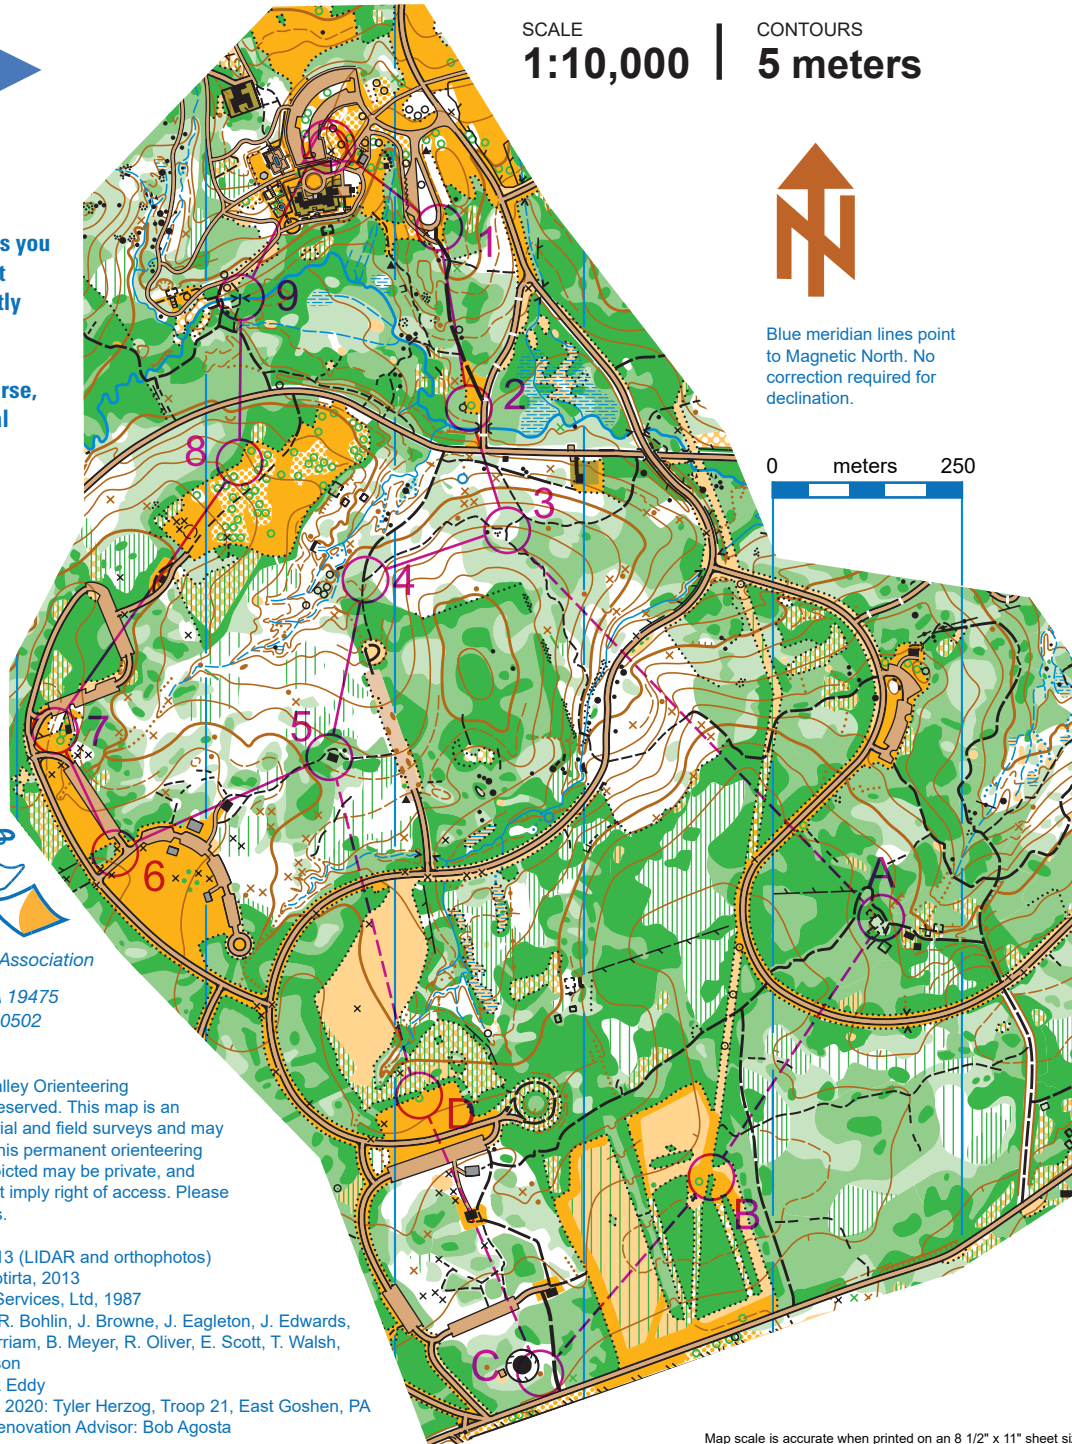 SCALE
1:10,000
CONTOURS
5 meters
s you
t
tly
rse,
al
Blue meridian lines point
to Magnetic North. No
correction required for
declination.
0 meters 250
1
2
3
4
5
6
7
8
9
A
B
C
D
Association
A 19475
0502
alley Orienteering
eserved. This map is an
rial and field surveys and may
his permanent orienteering
picted may be private, and
t imply right of access. Please
s.
13 (LIDAR and orthophotos)
otirta, 2013
Services, Ltd, 1987
R. Bohlin, J. Browne, J. Eagleton, J. Edwards,
rriam, B. Meyer, R. Oliver, E. Scott, T. Walsh,
son
Eddy
2020: Tyler Herzog, Troop 21, East Goshen, PA
enovation Advisor: Bob Agosta
Map scale is accurate when printed on an 8 1/2" x 11" sheet si